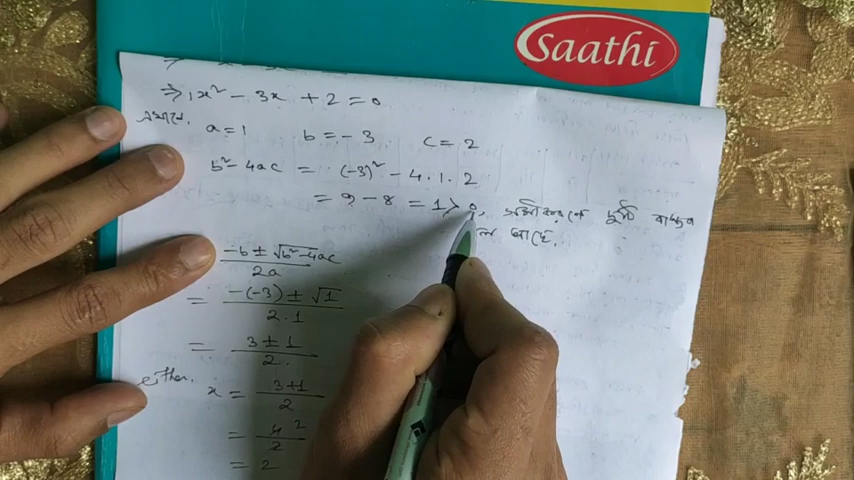 Saathi
⇒ 1x² - 3x + 2 = 0
এখানে, a = 1 b = -3 c = 2
b² - 4ac = (-3)² - 4.1.2
= 9 - 8 = 1 > 0, সমীকরণে দুটি বাস্তব
আছে.
-b ± √b² - 4ac / 2a
= -(-3) ± √1 / 2.1
= 3 ± 1 / 2.
either, x = 3+1 / 2
= 4 2 / 2
= 2